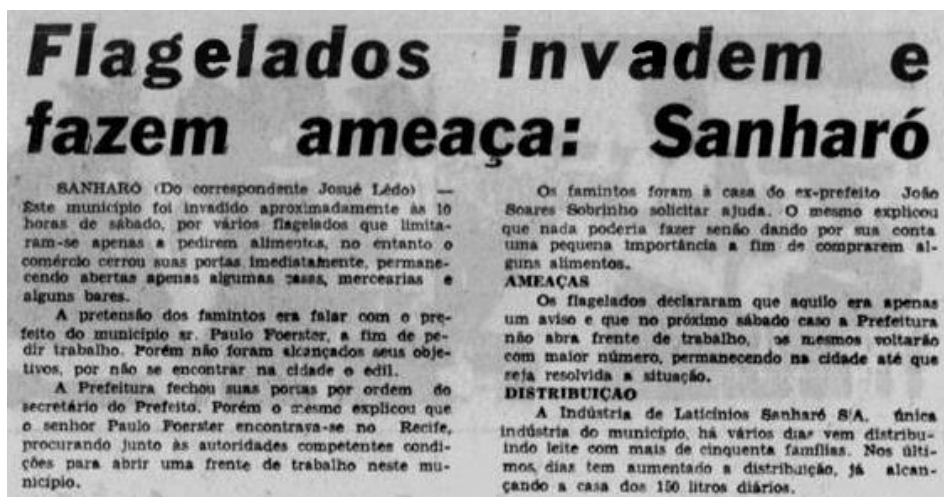 Flagelados invadem e
fazem ameaça: Sanharó
SANHARÓ (Do correspondente Josué Lêdo) —
Este município foi invadido aproximadamente às 10
horas de sábado, por vários flagelados que limita-
ram-se apenas a pedirem alimentos, no entanto o
comércio cerrou suas portas imediatamente, permane-
cendo abertas apenas algumas casas, mercearias e
alguns bares.
A pretensão dos famintos era falar com o pre-
feito do município sr. Paulo Foerster, a fim de pe-
dir trabalho. Porém não foram alcançados seus obje-
tivos, por não se encontrar na cidade o edil.
A Prefeitura fechou suas portas por ordem do
secretário do Prefeito. Porém o mesmo explicou que
o senhor Paulo Foerster encontrava-se no Recife,
procurando junto às autoridades competentes condi-
ções para abrir uma frente de trabalho neste mu-
nicípio.
Os famintos foram à casa do ex-prefeito João
Soares Sobrinho solicitar ajuda. O mesmo explicou
que nada poderia fazer senão dando por sua conta
uma pequena importância a fim de comprarem al-
guns alimentos.
AMEAÇAS
Os flagelados declararam que aquilo era apenas
um aviso e que no próximo sábado caso a Prefeitura
não abra frente de trabalho, os mesmos voltarão
com maior número, permanecendo na cidade até que
seja resolvida a situação.
DISTRIBUIÇÃO
A Indústria de Laticínios Sanharó S/A. única
indústria do município, há vários dias vem distribu-
indo leite com mais de cinquenta famílias. Nos últi-
mos dias tem aumentado a distribuição, já alcan-
çando a casa dos 150 litros diários.